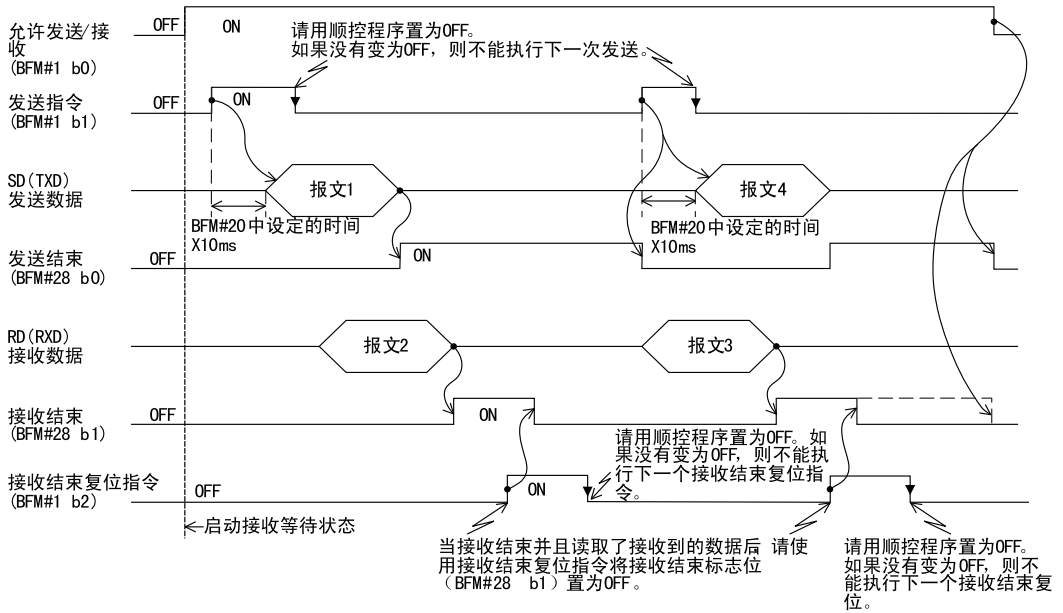 允许发送/接
收
(BFM#1 b0)
OFF
ON
请用顺控程序置为OFF。
如果没有变为OFF，则不能执行下一次发送。
发送指令
(BFM#1 b1)
OFF
ON
SD(TXD)
发送数据
报文1
报文4
BFM#20中设定的时间
X10ms
BFM#20中设定的时间
X10ms
发送结束
(BFM#28 b0)
OFF
ON
RD(RXD)
接收数据
报文2
报文3
接收结束
(BFM#28 b1)
OFF
ON
请用顺控程序置为OFF。如
果没有变为OFF，则不能执
行下一个接收结束复位指
令。
接收结束复位指令
(BFM#1 b2)
OFF
ON
启动接收等待状态
当接收结束并且读取了接收到的数据后 请使
用接收结束复位指令将接收结束标志位
（BFM#28 b1）置为OFF。
请用顺控程序置为OFF。
如果没有变为OFF，则不
能执行下一个接收结束复
位。